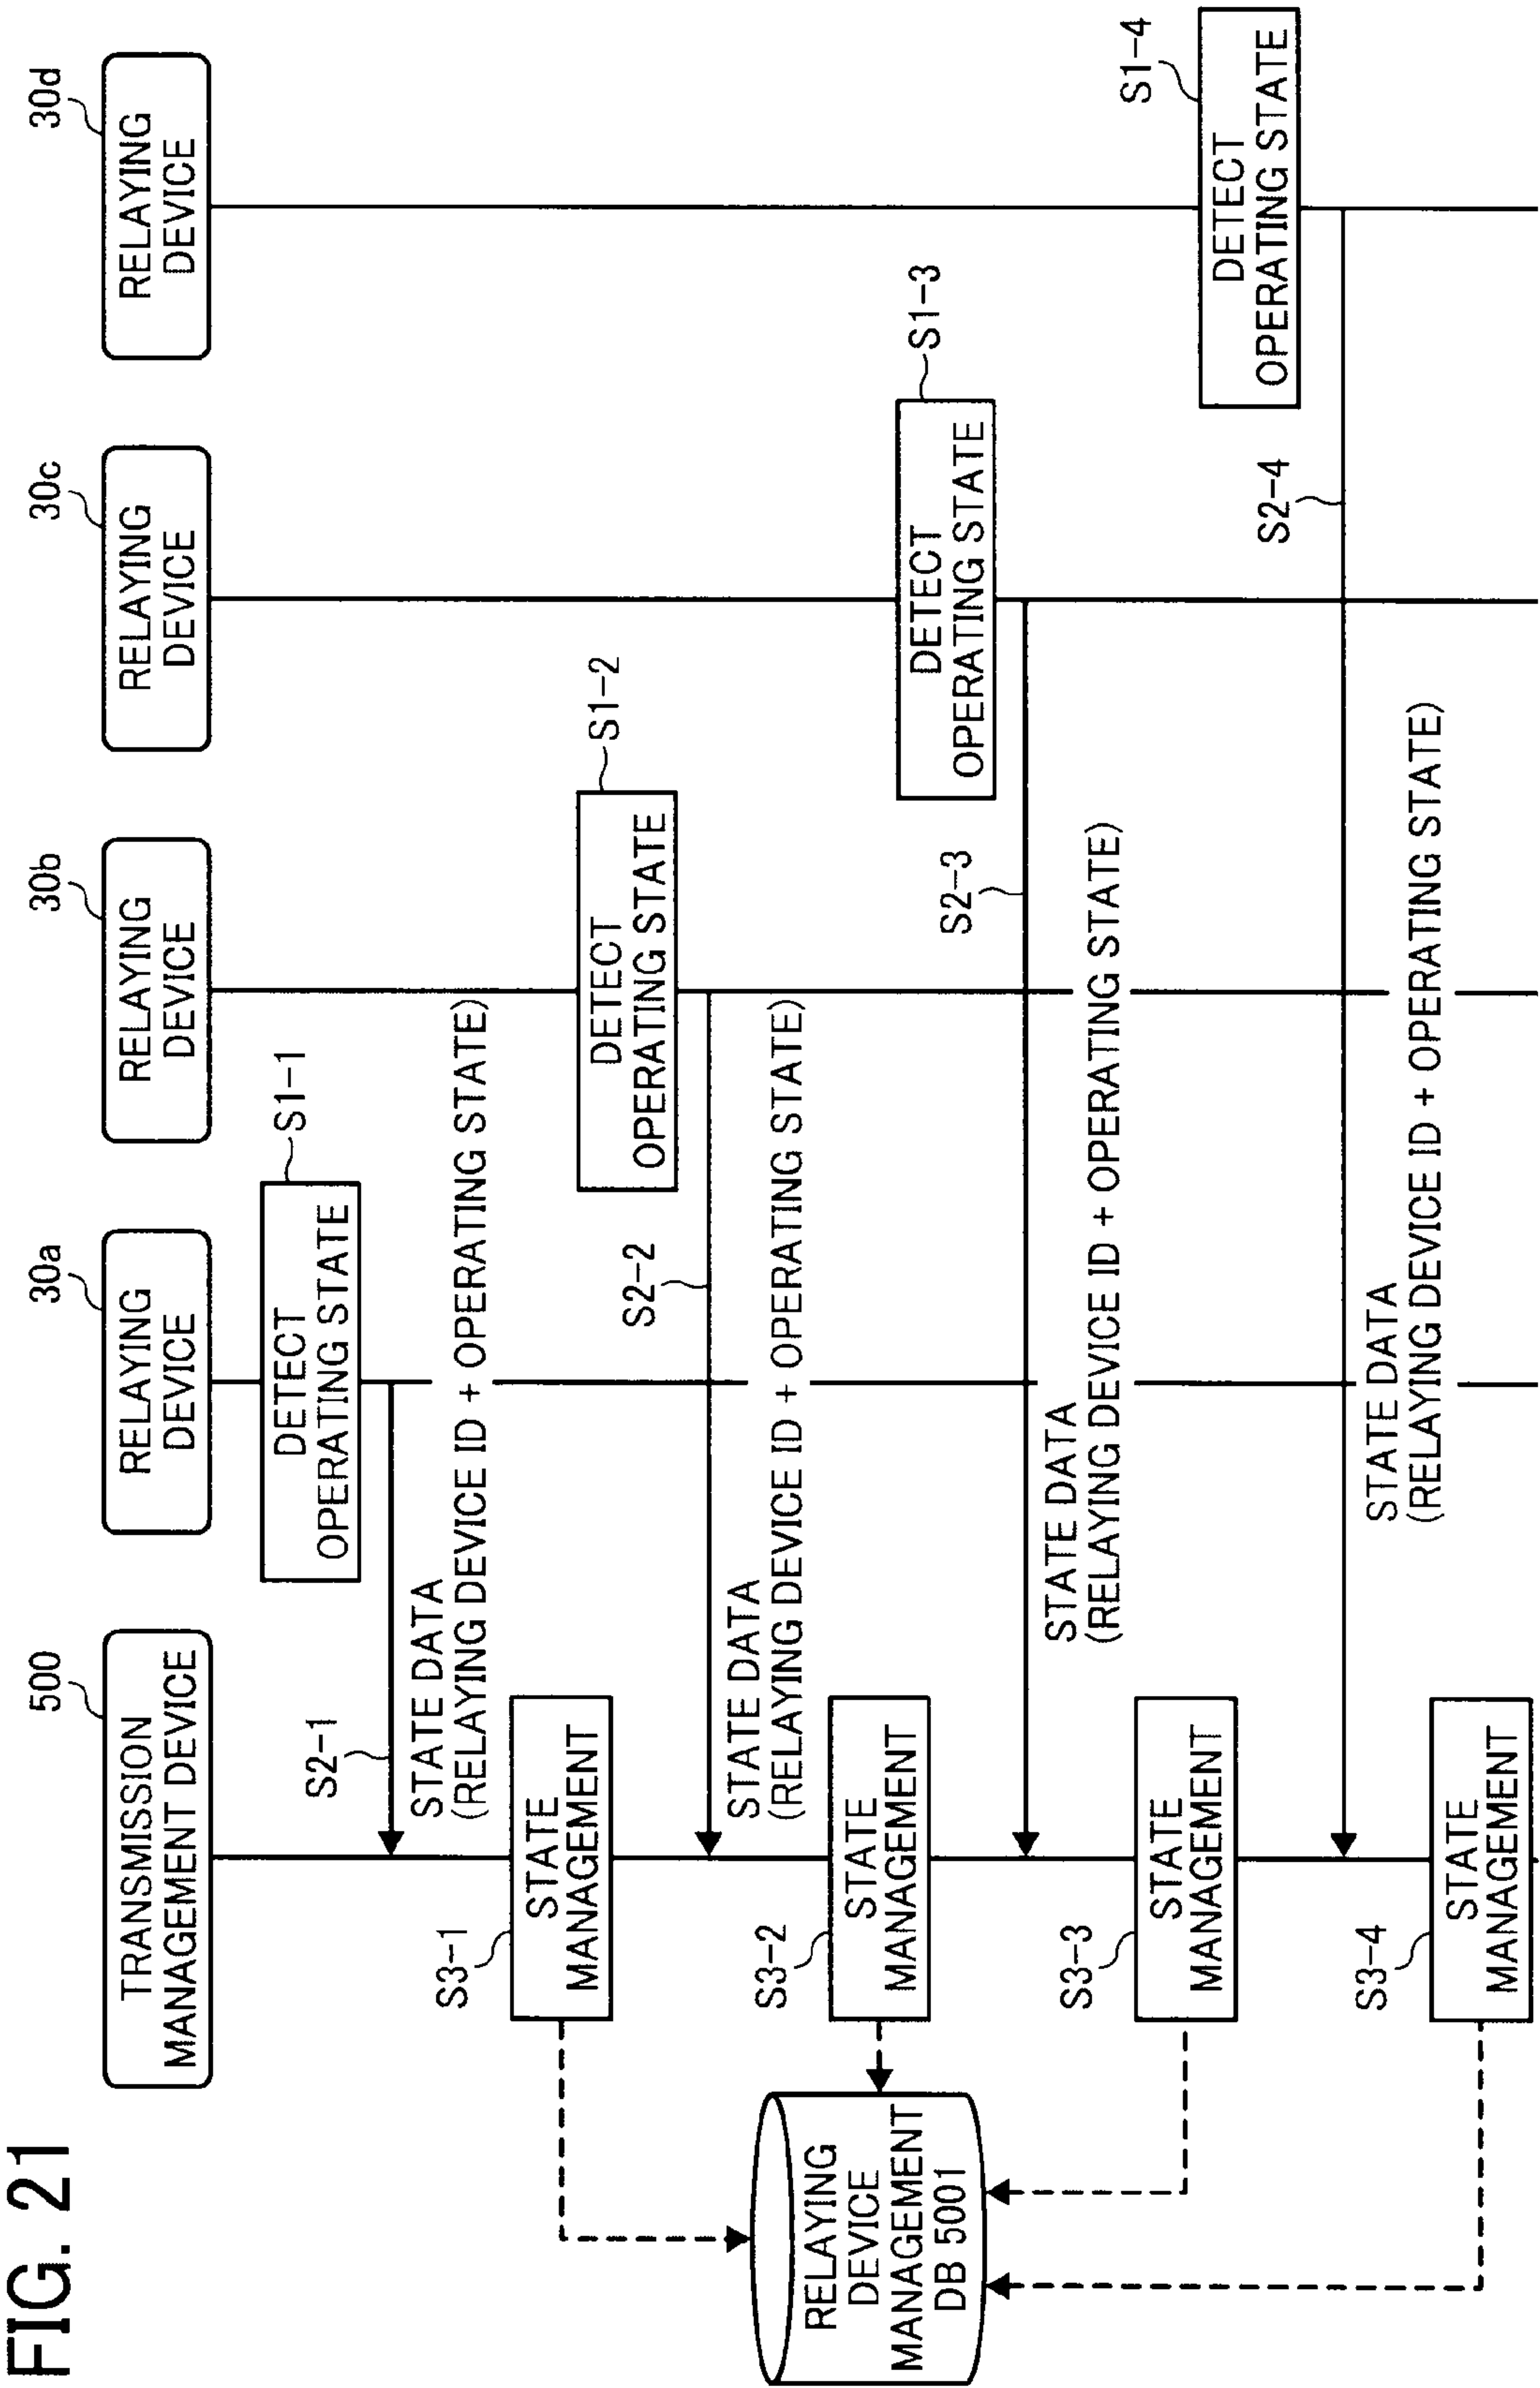 FIG. 21
500
TRANSMISSION
MANAGEMENT DEVICE
30a
RELAYING
DEVICE
30b
RELAYING
DEVICE
30c
RELAYING
DEVICE
30d
RELAYING
DEVICE
S1-1
DETECT
OPERATING STATE
S2-1
STATE DATA
(RELAYING DEVICE ID + OPERATING STATE)
S3-1
STATE
MANAGEMENT
S1-2
DETECT
OPERATING STATE
S2-2
STATE DATA
(RELAYING DEVICE ID + OPERATING STATE)
S3-2
STATE
MANAGEMENT
RELAYING
DEVICE
MANAGEMENT
DB 5001
S1-3
DETECT
OPERATING STATE
S2-3
STATE DATA
(RELAYING DEVICE ID + OPERATING STATE)
S3-3
STATE
MANAGEMENT
S1-4
DETECT
OPERATING STATE
S2-4
STATE DATA
(RELAYING DEVICE ID + OPERATING STATE)
S3-4
STATE
MANAGEMENT